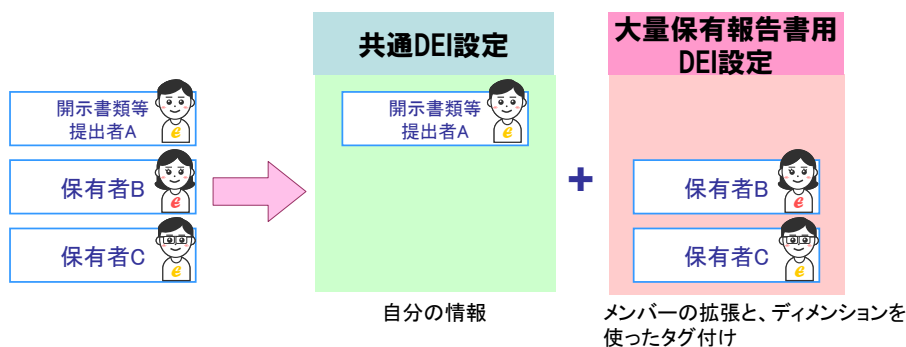 共通DEI設定
大量保有報告書用
DEI設定
開示書類等
提出者A
e
保有者B
e
保有者C
e
開示書類等
提出者A
e
+
保有者B
e
保有者C
e
自分の情報
メンバーの拡張と、ディメンションを
使ったタグ付け